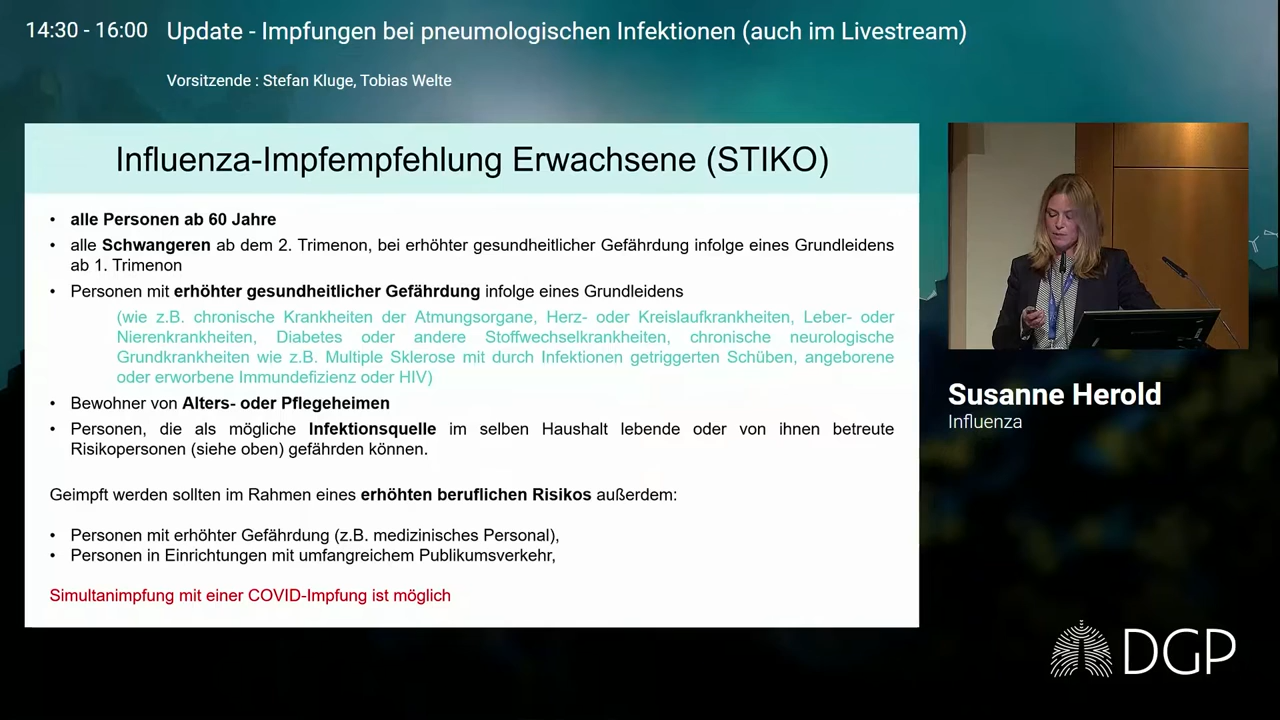 14:30 - 16:00 Update - Impfungen bei pneumologischen Infektionen (auch im Livestream)
Vorsitzende : Stefan Kluge, Tobias Welte
Influenza-Impfempfehlung Erwachsene (STIKO)
• alle Personen ab 60 Jahre
• alle Schwangeren ab dem 2. Trimenon, bei erhöhter gesundheitlicher Gefährdung infolge eines Grundleidens
ab 1. Trimenon
• Personen mit erhöhter gesundheitlicher Gefährdung infolge eines Grundleidens
(wie z.B. chronische Krankheiten der Atmungsorgane, Herz- oder Kreislaufkrankheiten, Leber- oder
Nierenkrankheiten, Diabetes oder andere Stoffwechselkrankheiten, chronische neurologische
Grundkrankheiten wie z.B. Multiple Sklerose mit durch Infektionen getriggerten Schüben, angeborene
oder erworbene Immundefizienz oder HIV)
• Bewohner von Alters- oder Pflegeheimen
• Personen, die als mögliche Infektionsquelle im selben Haushalt lebende oder von ihnen betreute
Risikopersonen (siehe oben) gefährden können.
Geimpft werden sollten im Rahmen eines erhöhten beruflichen Risikos außerdem:
• Personen mit erhöhter Gefährdung (z.B. medizinisches Personal),
• Personen in Einrichtungen mit umfangreichem Publikumsverkehr,
Simultanimpfung mit einer COVID-Impfung ist möglich
Susanne Herold
Influenza
DGP